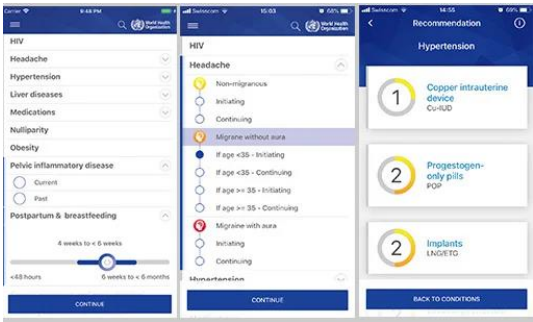 Carrier
9:48 PM
World Health
Organization
HIV
Headache
Hypertension
Liver diseases
Medications
Nulliparity
Obesity
Pelvic inflammatory disease
Current
Past
Postpartum & breastfeeding
4 weeks to < 6 weeks
<48 hours
6 weeks to < 6 months
CONTINUE
Swisscom
15:03
68%
World Health
Organization
HIV
Headache
Non-migranous
Initiating
Continuing
Migrane without aura
If age <35 - Initiating
If age <35 - Continuing
If age >= 35 - Initiating
If age >= 35 - Continuing
Migraine with aura
Initiating
Continuing
Hypertension
CONTINUE
Swisscom
14:55
69%
Recommendation
Hypertension
1
Copper intrauterine
device
Cu-IUD
2
Progestogen-
only pills
POP
2
Implants
LNG/ETG
BACK TO CONDITIONS